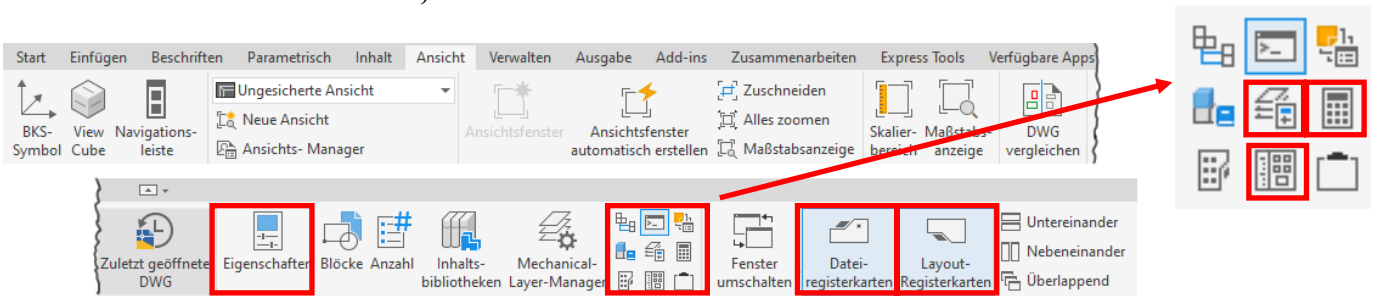 Start Einfügen Beschriften Parametrisch Inhalt Ansicht Verwalten Ausgabe Add-ins Zusammenarbeiten Express Tools Verfügbare Apps
BKS-
Symbol
View
Cube
Navigations-
leiste
Ungesicherte Ansicht
Neue Ansicht
Ansichts- Manager
Ansichtsfenster
Ansichtsfenster
automatisch erstellen
Zuschneiden
Alles zoomen
Maßstabsanzeige
Skalier-
bereich
Maßstabs-
anzeige
DWG
vergleichen
Zuletzt geöffnete
DWG
Eigenschaften
Blöcke
Anzahl
Inhalts-
bibliotheken
Mechanical-
Layer-Manager
Fenster
umschalten
Datei-
registerkarten
Layout-
Registerkarten
Untereinander
Nebeneinander
Überlappend